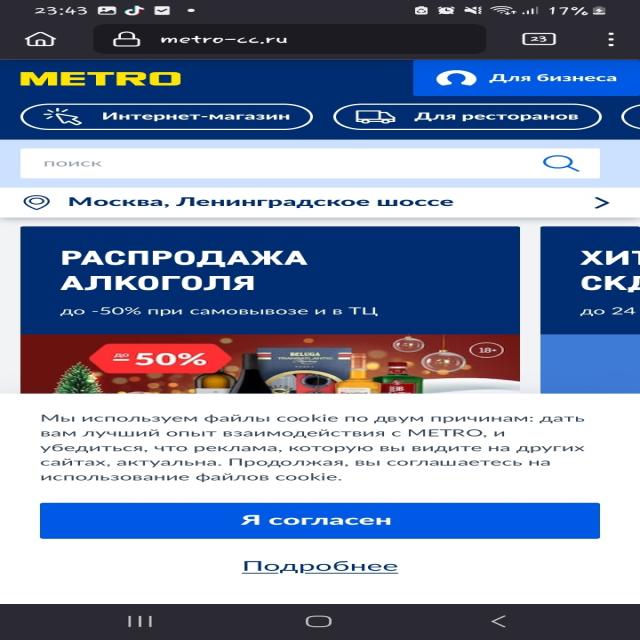 23:43
17%
metro-cc.ru
23
METRO
Для бизнеса
Интернет-магазин
Для ресторанов
поиск
Москва, Ленинградское шоссе
РАСПРОДАЖА
АЛКОГОЛЯ
до -50% при самовывозе и в ТЦ
ХИТ
СКД
до 24
до – 50%
BELUGA
TRANSATLANTIC
18+
Мы используем файлы cookie по двум причинам: дать
вам лучший опыт взаимодействия с METRO, и
убедиться, что реклама, которую вы видите на других
сайтах, актуальна. Продолжая, вы соглашаетесь на
использование файлов cookie.
Я согласен
Подробнее